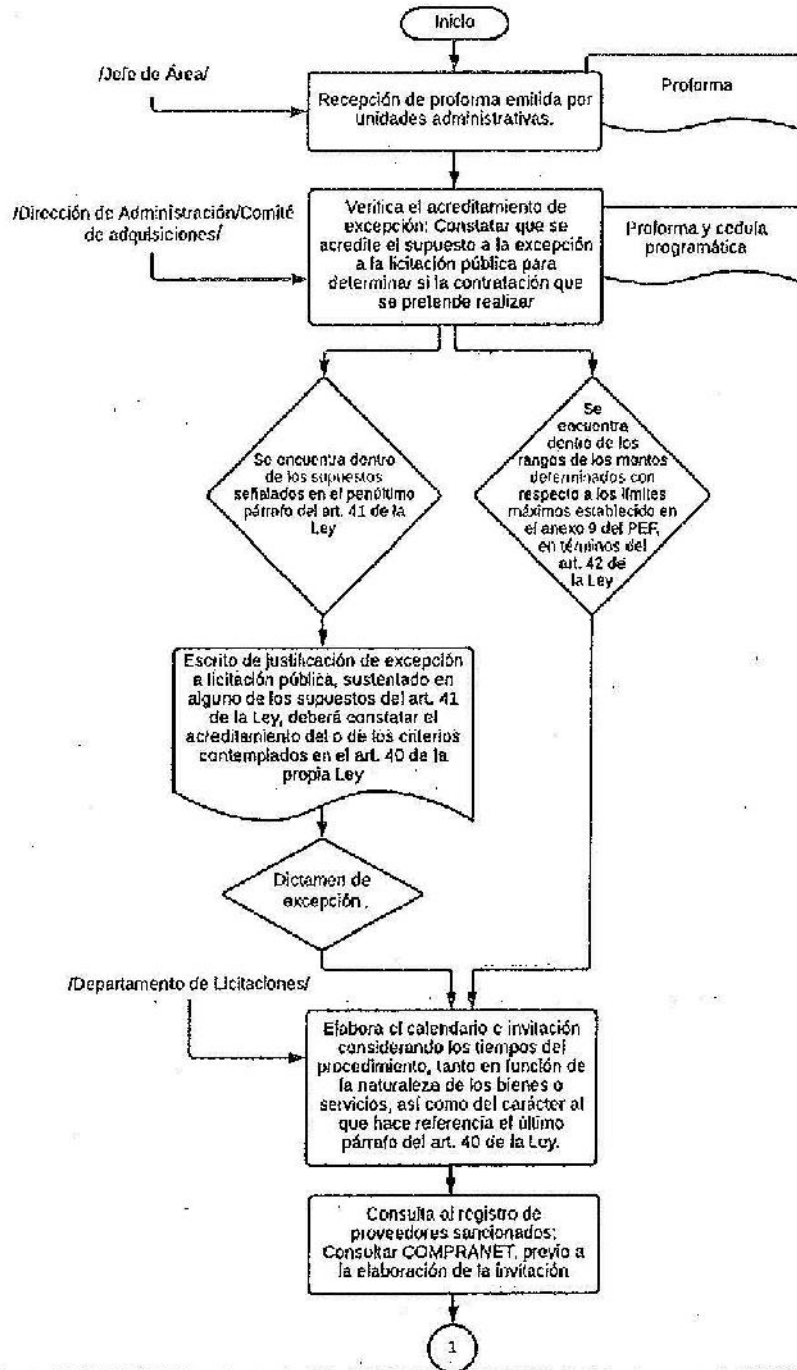 Inicio
/Jefe de Área/
Recepción de proforma emitida por
unidades administrativas.
Proforma
/Dirección de Administración/Comité
de adquisiciones/
Verifica el acreditamiento de
excepción; Constatar que se
acredite el supuesto a la excepción
a la licitación pública para
determinar si la contratación que
se pretende realizar
Proforma y cedula
programática
Se encuentra dentro
de los supuestos
señalados en el penúltimo
párrafo del art. 41 de la
Ley
Se
encuentra
dentro de los
rangos de los montos
determinados con
respecto a los límites
máximos establecido en
el anexo 9 del PEF,
en términos del
art. 42 de
la Ley
Escrito de justificación de excepción
a licitación pública, sustentado en
alguno de los supuestos del art. 41
de la Ley, deberá constatar el
acreditamiento del o de los criterios
contemplados en el art. 40 de la
propia Ley
Dictamen de
excepción.
/Departamento de Licitaciones/
Elabora el calendario e invitación
considerando los tiempos del
procedimiento, tanto en función de
la naturaleza de los bienes o
servicios, así como del carácter al
que hace referencia el último
párrafo del art. 40 de la Ley.
Consulta al registro de
proveedores sancionados;
Consultar COMPRANET, previo a
la elaboración de la invitación
1